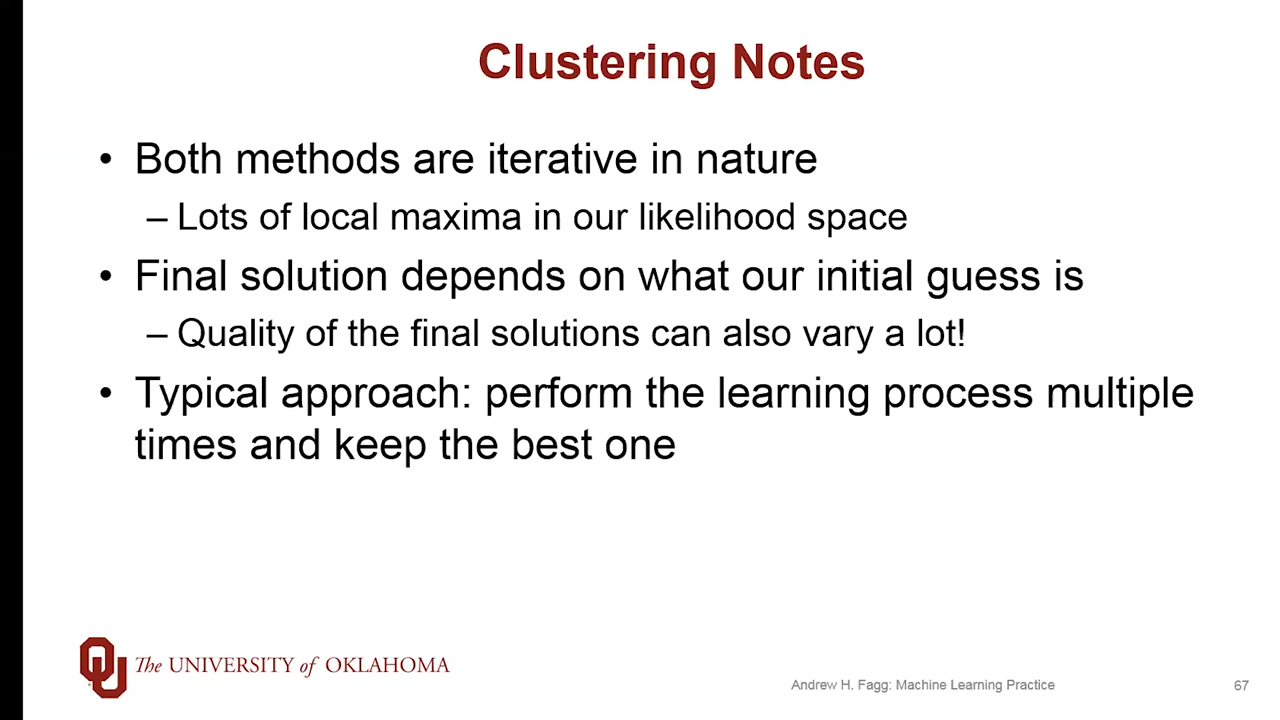 Clustering Notes
• Both methods are iterative in nature
– Lots of local maxima in our likelihood space
• Final solution depends on what our initial guess is
– Quality of the final solutions can also vary a lot!
• Typical approach: perform the learning process multiple
times and keep the best one
OU The UNIVERSITY of OKLAHOMA
Andrew H. Fagg: Machine Learning Practice
67